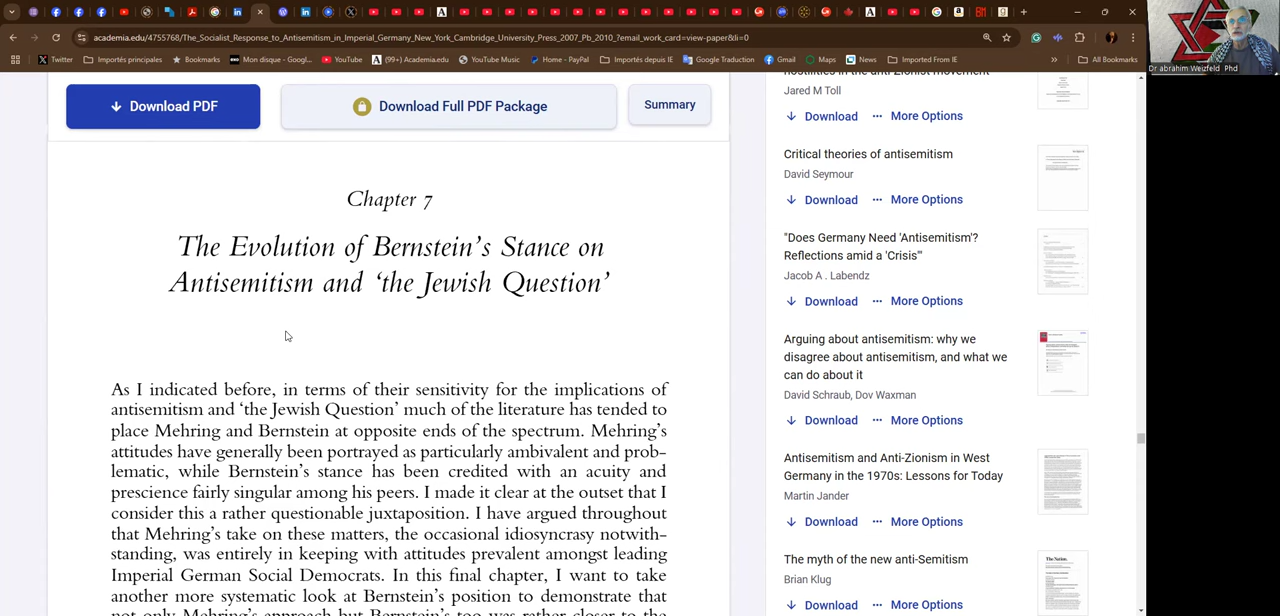 academia.edu/4755768/The_Socialist_Response_to_Antisemitism_in_Imperial_Germany_New_York_Cambridge_University_Press_2007_Pb_2010_?email_work_card=view-paper&li=0
Twitter Importés principales Bookmarks Mon disque - Googl... YouTube (99+) Academia.edu YouTube Music Home - PayPal Importés depuis IE Google Traduction Gmail Maps News Imported From IE » All Bookmarks
Dr abrahim Weizfeld Phd
Download PDF
Download Full PDF Package
Summary
Chapter 7
The Evolution of Bernstein's Stance on
Antisemitism and 'the Jewish Question'
As I indicated before, in terms of their sensitivity for the implications of
antisemitism and 'the Jewish Question' much of the literature has tended to
place Mehring and Bernstein at opposite ends of the spectrum. Mehring's
attitudes have generally been portrayed as particularly ambivalent and prob-
lematic, while Bernstein's stance has been credited with an acuity and
prescience fairly singular among his peers. I made it clear at the outset that I
consider this a rather questionable juxtaposition. I have argued throughout
that Mehring's take on these matters, the occasional idiosyncrasy notwith-
standing, was entirely in keeping with attitudes prevalent amongst leading
Imperial German Social Democrats. In this final chapter, I want to take
another more systematic look at Bernstein's position to demonstrate that
hostilities in the anti-Zionist movement
Jared M Toll
Download ••• More Options
Critical theories of antisemitism
David Seymour
Download ••• More Options
"Does Germany Need 'Antisemitism'?
Reflections amid a 'Crisis'"
Jacob A . Labendz
Download ••• More Options
Arguing about antisemitism: why we
disagree about antisemitism, and what we
can do about it
David Schraub, Dov Waxman
Download ••• More Options
Antisemitism and Anti-Zionism in West
Germany in the 1970s: Lessons for Today
Martin Jander
Download ••• More Options
The myth of the new anti-Semitism
Brian Klug
Download ••• More Options